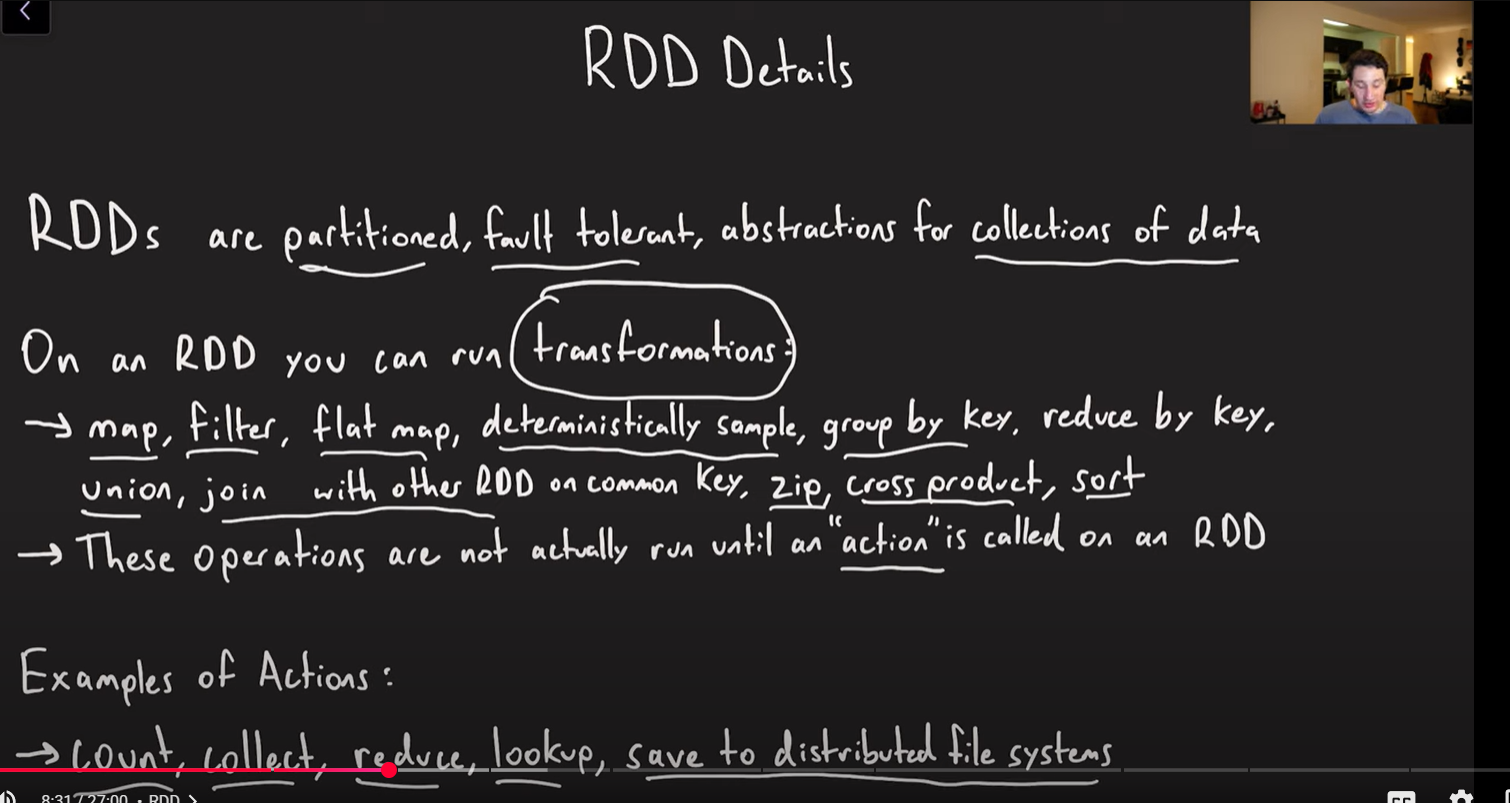 RDD Details
RDDs are partitioned, fault tolerant, abstractions for collections of data
On an RDD you can run transformations:
→ map, filter, flat map, deterministically sample, group by key, reduce by key,
union, join with other RDD on common key, zip, cross product, sort
→ These operations are not actually run until an "action" is called on an RDD
Examples of Actions:
→ count, collect, reduce, lookup, save to distributed file systems
8:31 / 27:00 • RDD >